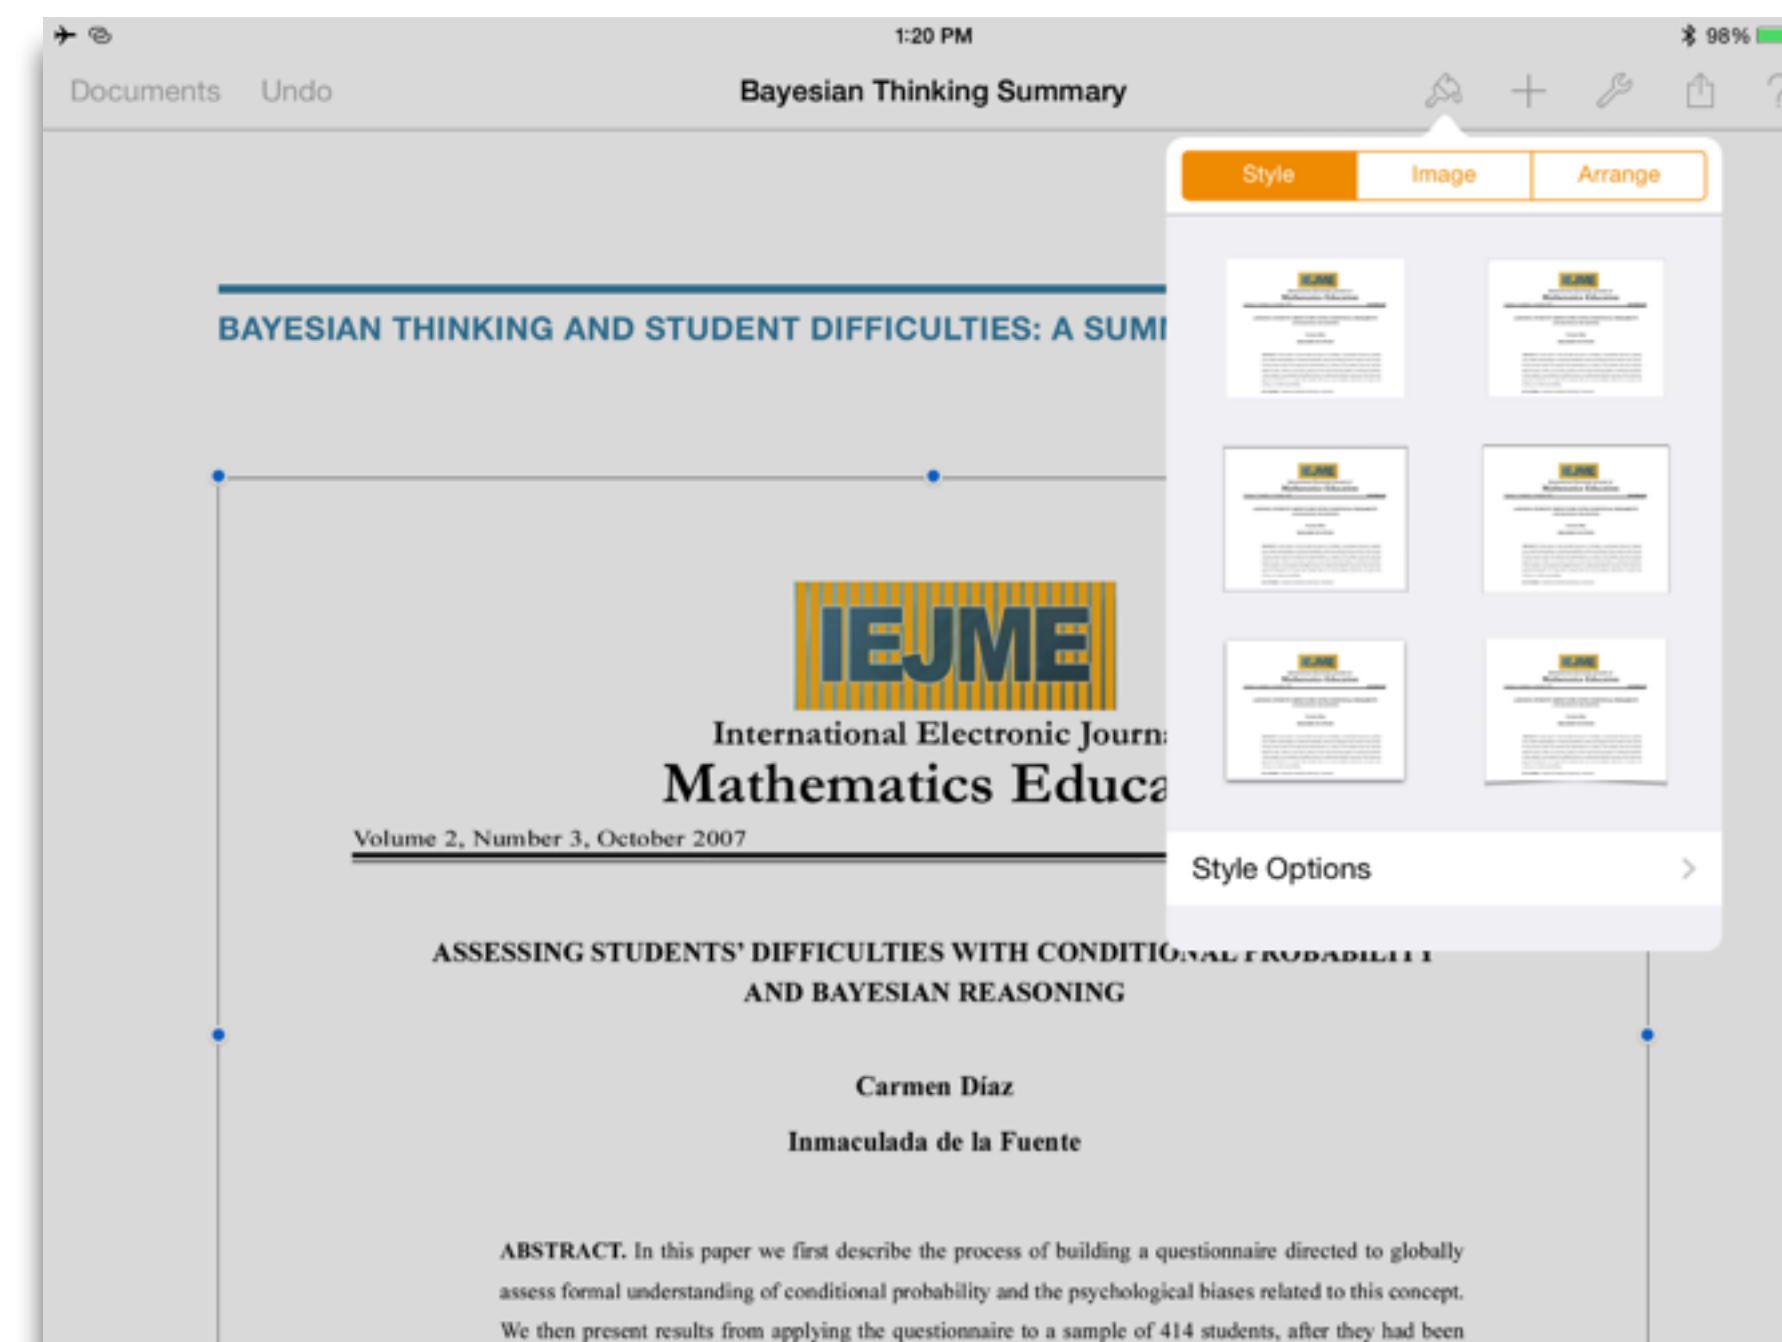 1:20 PM
98%
Documents Undo Bayesian Thinking Summary ?
Style Image Arrange
BAYESIAN THINKING AND STUDENT DIFFICULTIES: A SUM
IEJME
International Electronic Journ
Mathematics Educa
Volume 2, Number 3, October 2007
Style Options
ASSESSING STUDENTS' DIFFICULTIES WITH CONDITIONAL PROBABILITY
AND BAYESIAN REASONING
Carmen Díaz
Inmaculada de la Fuente
ABSTRACT. In this paper we first describe the process of building a questionnaire directed to globally
assess formal understanding of conditional probability and the psychological biases related to this concept.
We then present results from applying the questionnaire to a sample of 414 students, after they had been